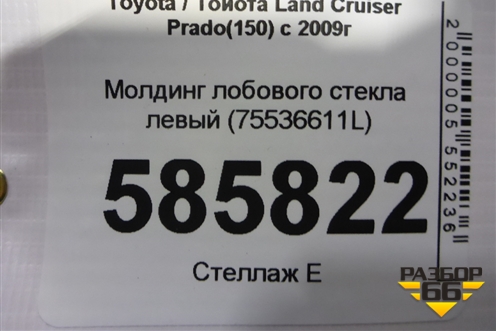 Toyota / Тойота Land Cruiser
Prado(150) с 2009г
Молдинг лобового стекла
левый (75536611L)
585822
Стеллаж Е
2000005552236
РАЗБОР
66